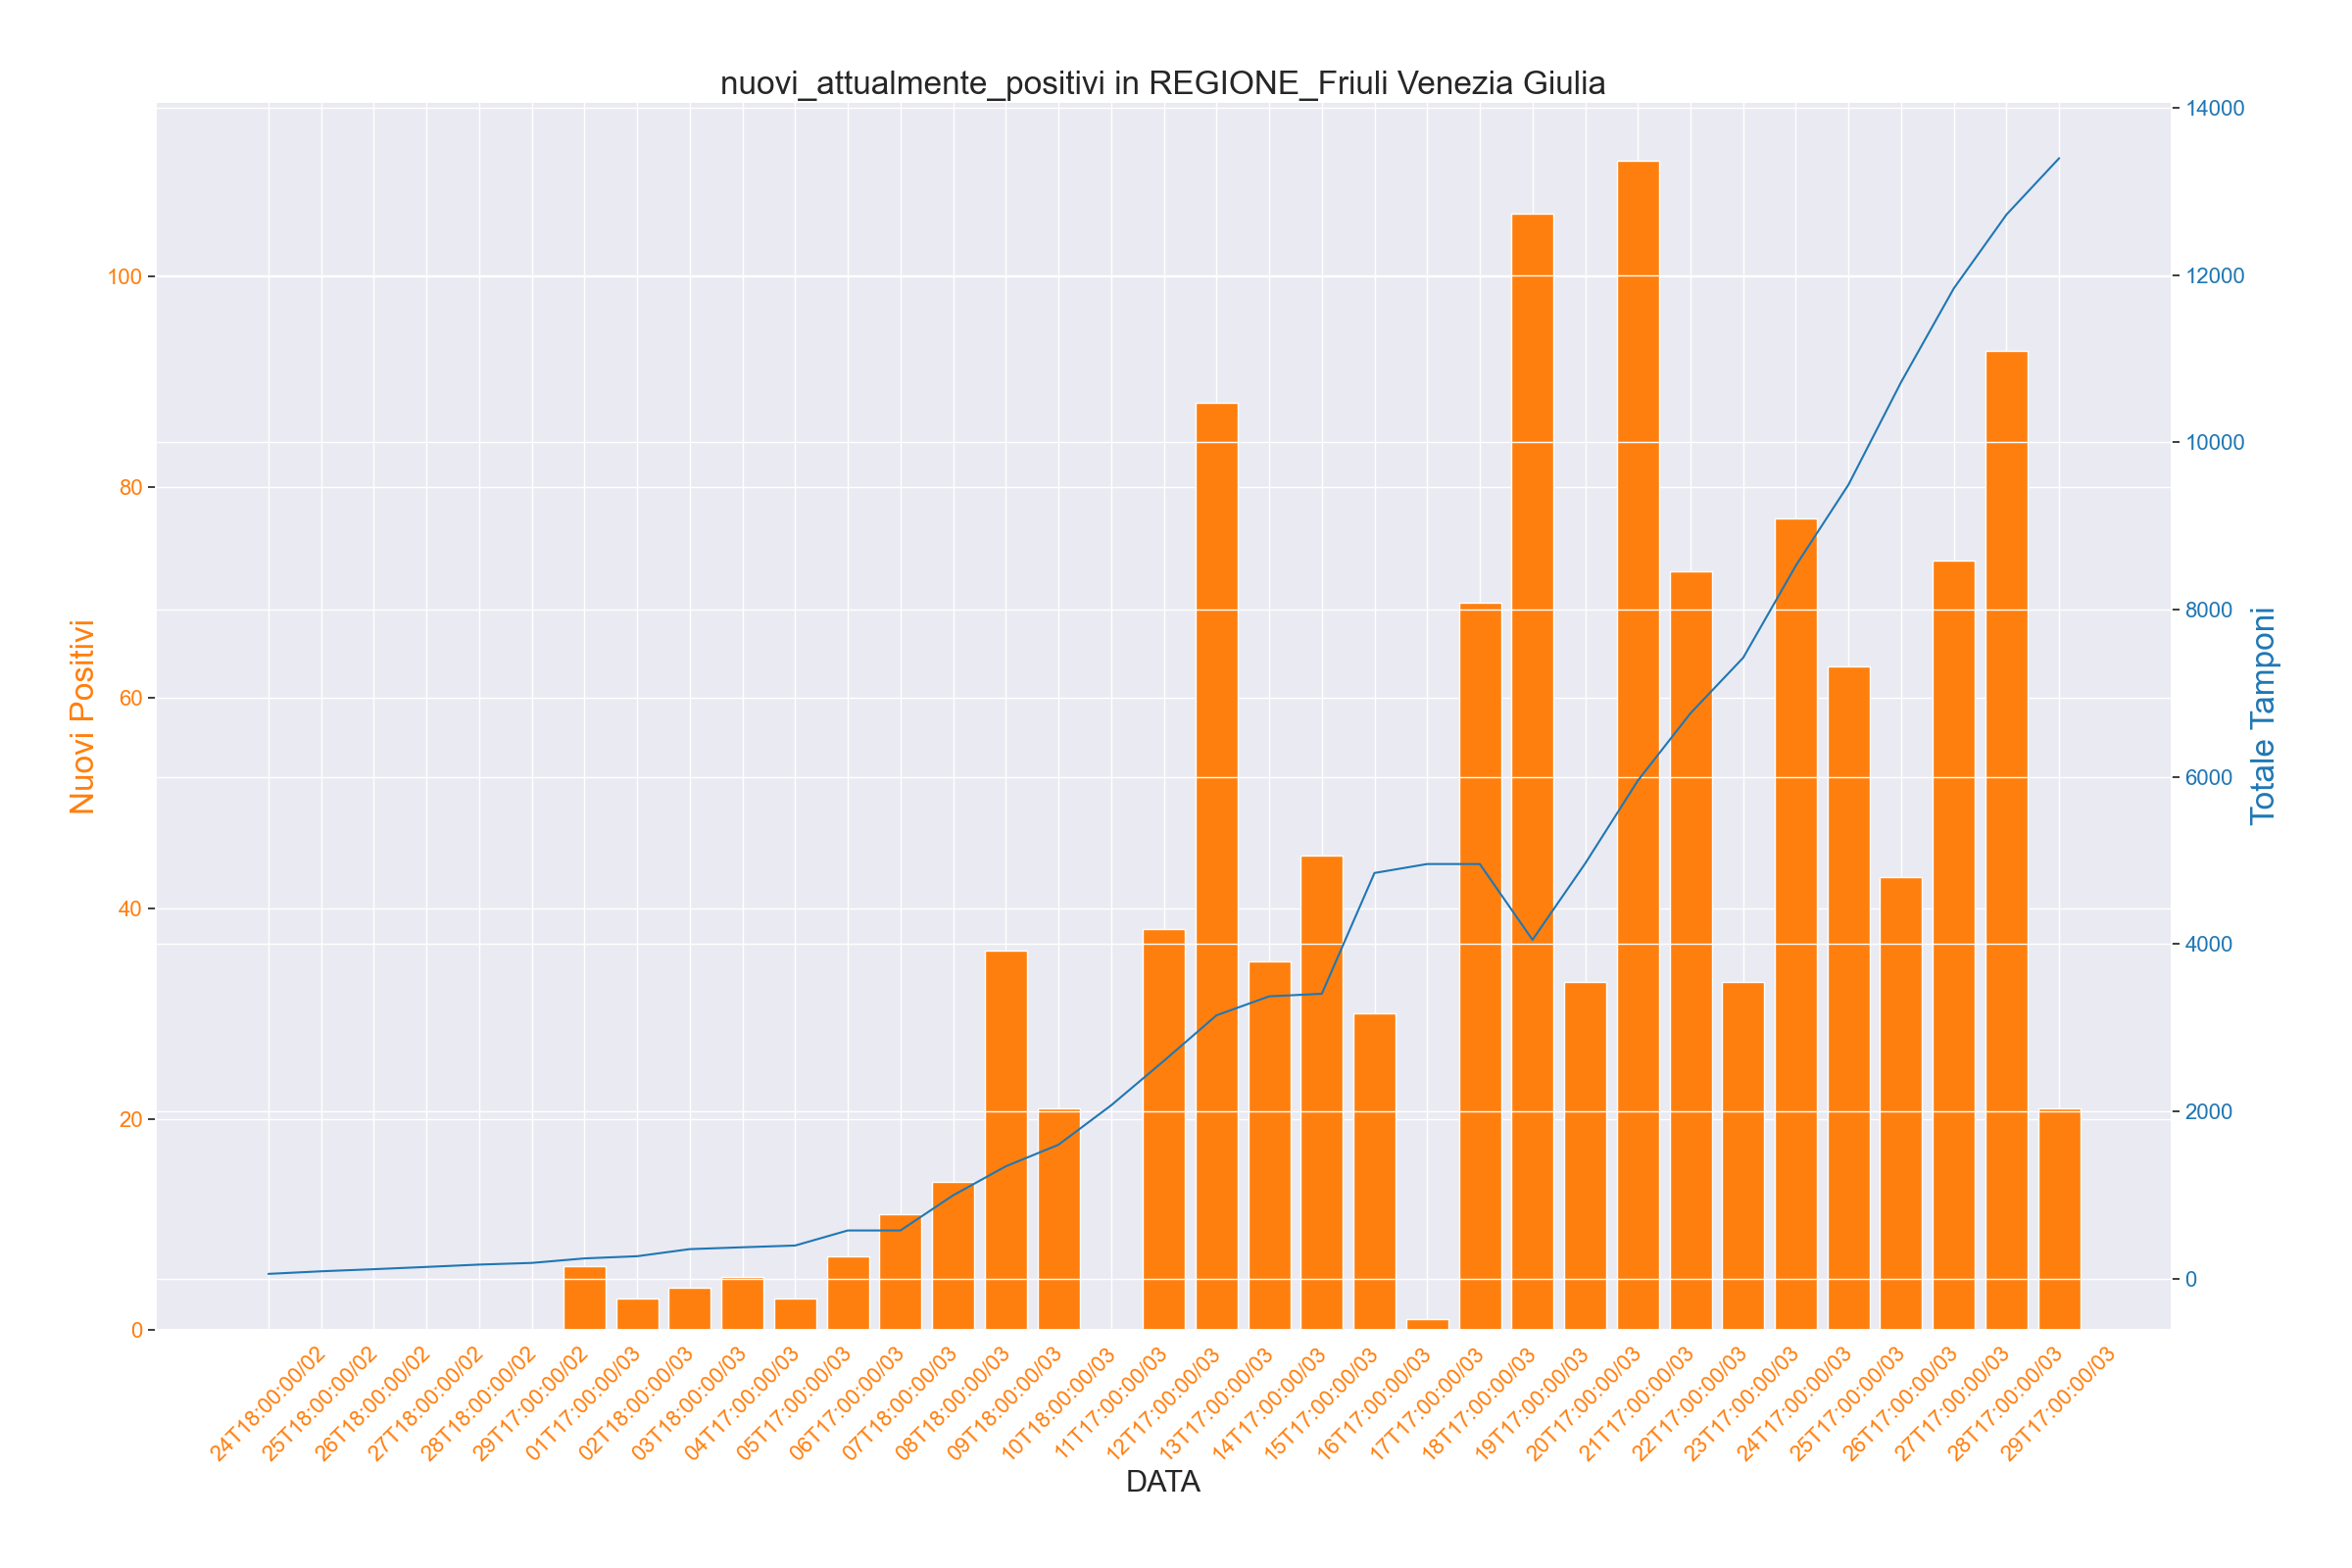 nuovi_attualmente_positivi in REGIONE_Friuli Venezia Giulia
Nuovi Positivi
100
80
60
40
20
0
14000
12000
10000
8000
6000
4000
2000
0
Totale Tamponi
24T18:00:00/02
25T18:00:00/02
26T18:00:00/02
27T18:00:00/02
28T18:00:00/02
29T17:00:00/02
01T17:00:00/03
02T18:00:00/03
03T18:00:00/03
04T17:00:00/03
05T17:00:00/03
06T17:00:00/03
07T18:00:00/03
08T18:00:00/03
09T18:00:00/03
10T18:00:00/03
11T17:00:00/03
12T17:00:00/03
13T17:00:00/03
14T17:00:00/03
15T17:00:00/03
16T17:00:00/03
17T17:00:00/03
18T17:00:00/03
19T17:00:00/03
20T17:00:00/03
21T17:00:00/03
22T17:00:00/03
23T17:00:00/03
24T17:00:00/03
25T17:00:00/03
26T17:00:00/03
27T17:00:00/03
28T17:00:00/03
29T17:00:00/03
DATA